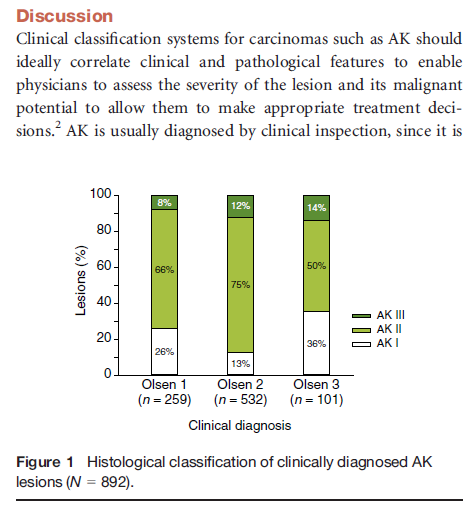 Discussion
Clinical classification systems for carcinomas such as AK should
ideally correlate clinical and pathological features to enable
physicians to assess the severity of the lesion and its malignant
potential to allow them to make appropriate treatment deci-
sions.2 AK is usually diagnosed by clinical inspection, since it is
100
80
60
40
20
0
Lesions (%)
8%
66%
26%
12%
75%
13%
14%
50%
36%
AK III
AK II
AK I
Olsen 1
(n = 259)
Olsen 2
(n = 532)
Olsen 3
(n = 101)
Clinical diagnosis
Figure 1 Histological classification of clinically diagnosed AK
lesions (N = 892).